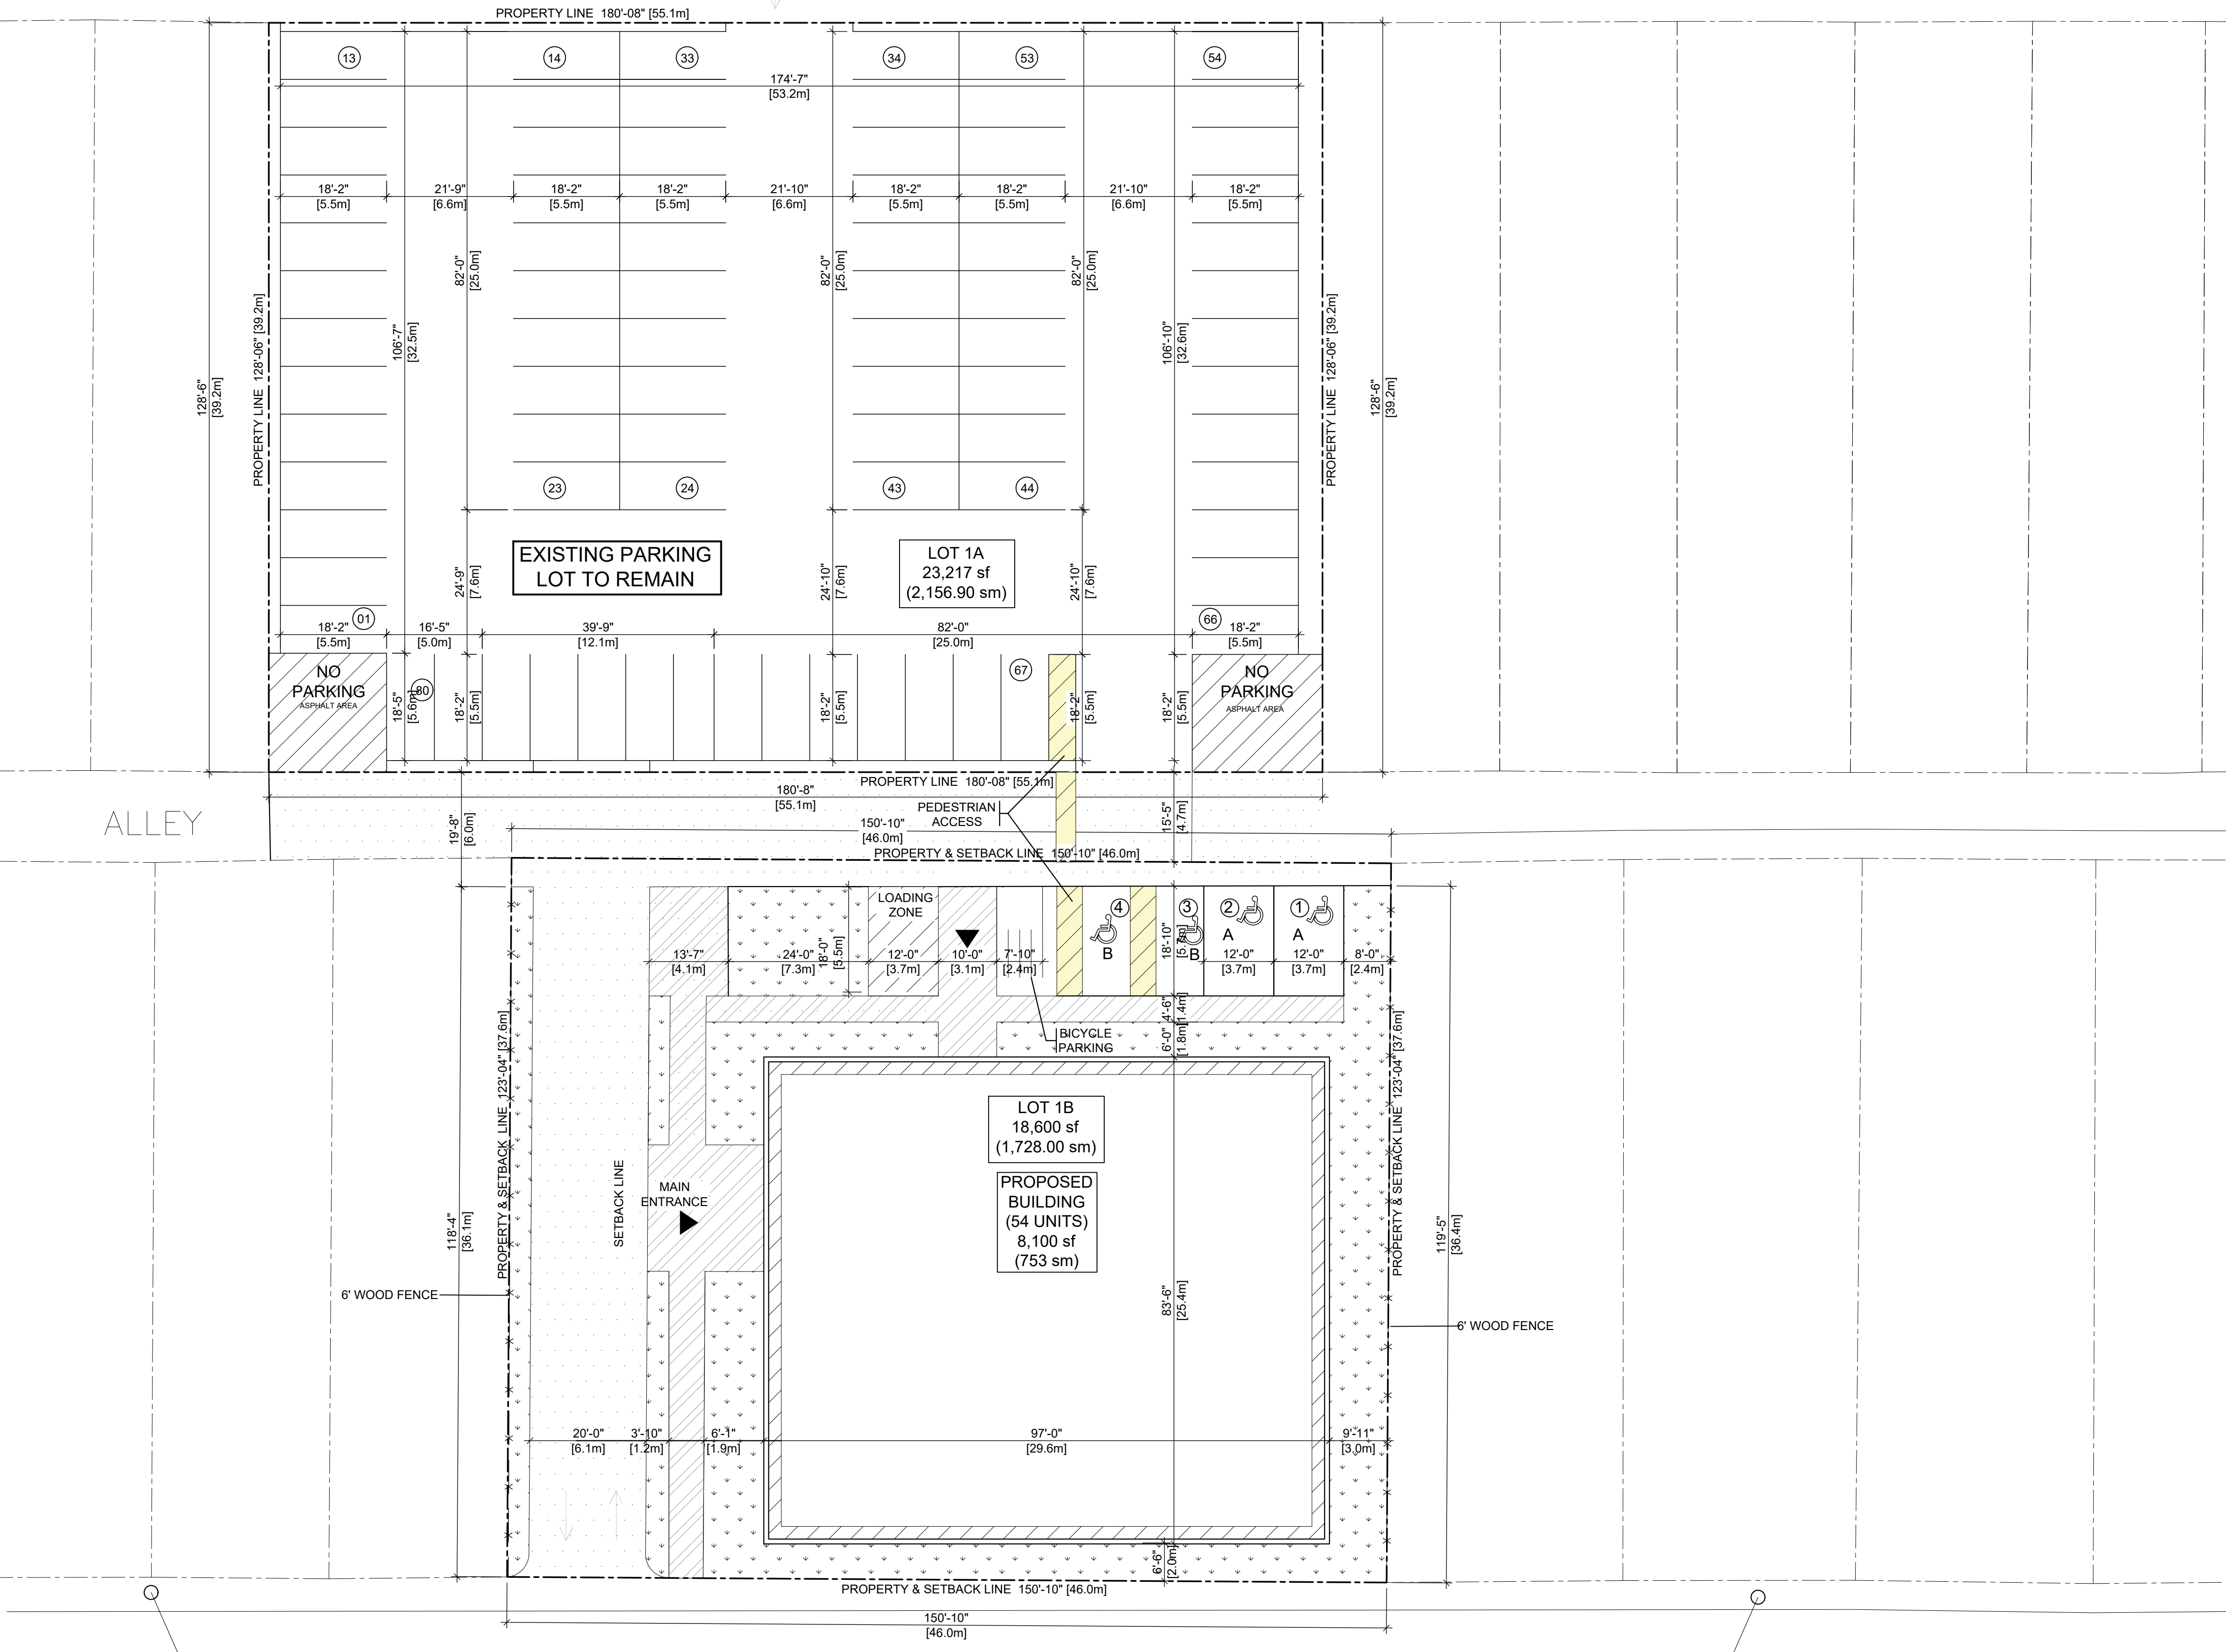 PROPERTY LINE 180'-08" [55.1m]
13
14
33
34
53
54
174'-7"
[53.2m]
18'-2"
[5.5m]
21'-9"
[6.6m]
18'-2"
[5.5m]
18'-2"
[5.5m]
21'-10"
[6.6m]
18'-2"
[5.5m]
18'-2"
[5.5m]
21'-10"
[6.6m]
18'-2"
[5.5m]
82'-0"
[25.0m]
82'-0"
[25.0m]
82'-0"
[25.0m]
106'-7"
[32.5m]
106'-10"
[32.6m]
128'-6"
[39.2m]
PROPERTY LINE 128'-06" [39.2m]
PROPERTY LINE 128'-06" [39.2m]
128'-6"
[39.2m]
23
24
43
44
EXISTING PARKING
LOT TO REMAIN
LOT 1A
23,217 sf
(2,156.90 sm)
24'-9"
[7.6m]
24'-10"
[7.6m]
24'-10"
[7.6m]
01
66
18'-2"
[5.5m]
16'-5"
[5.0m]
39'-9"
[12.1m]
82'-0"
[25.0m]
18'-2"
[5.5m]
NO
PARKING
ASPHALT AREA
80
67
NO
PARKING
ASPHALT AREA
18'-5"
[5.6m]
18'-2"
[5.5m]
18'-2"
[5.5m]
18'-2"
[5.5m]
18'-2"
[5.5m]
PROPERTY LINE 180'-08" [55.1m]
180'-8"
[55.1m]
ALLEY
PEDESTRIAN
ACCESS
19'-8"
[6.0m]
15'-5"
[4.7m]
150'-10"
[46.0m]
PROPERTY & SETBACK LINE 150'-10" [46.0m]
LOADING
ZONE
4
3
2
1
B
B
A
A
18'-0"
[5.5m]
18'-10"
[5.7m]
13'-7"
[4.1m]
24'-0"
[7.3m]
12'-0"
[3.7m]
10'-0"
[3.1m]
7'-10"
[2.4m]
12'-0"
[3.7m]
12'-0"
[3.7m]
8'-0"
[2.4m]
4'-6"
[1.4m]
6'-0"
[1.8m]
BICYCLE
PARKING
PROPERTY & SETBACK LINE 123'-04" [37.6m]
PROPERTY & SETBACK LINE 123'-04" [37.6m]
LOT 1B
18,600 sf
(1,728.00 sm)
PROPOSED
BUILDING
(54 UNITS)
8,100 sf
(753 sm)
SETBACK LINE
MAIN
ENTRANCE
118'-4"
[36.1m]
119'-5"
[36.4m]
6' WOOD FENCE
6' WOOD FENCE
83'-6"
[25.4m]
20'-0"
[6.1m]
3'-10"
[1.2m]
6'-1"
[1.9m]
97'-0"
[29.6m]
9'-11"
[3.0m]
6'-6"
[2.0m]
PROPERTY & SETBACK LINE 150'-10" [46.0m]
150'-10"
[46.0m]